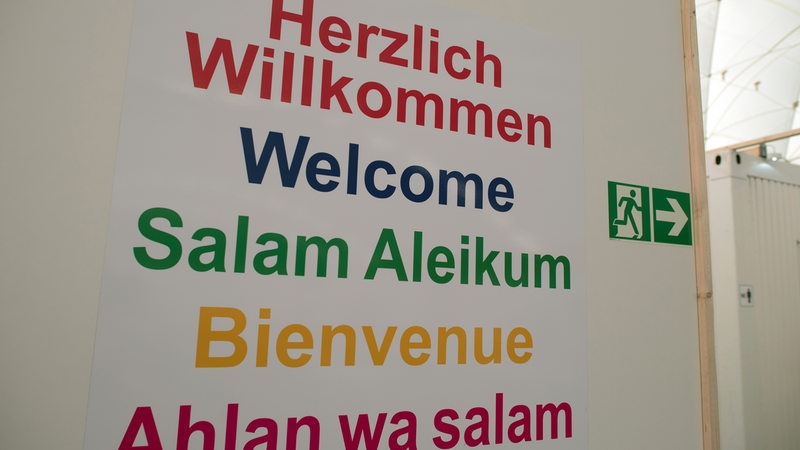 Herzlich
Willkommen
Welcome
Salam Aleikum
Bienvenue
Ahlan wa salam